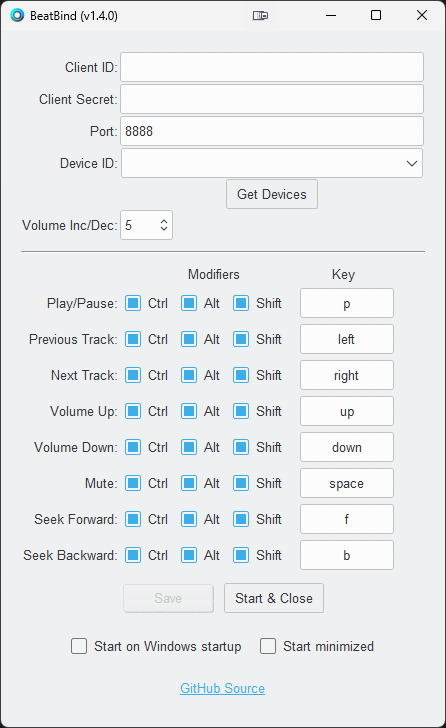 BeatBind (v1.4.0)
Client ID:
Client Secret:
Port: 8888
Device ID:
Get Devices
Volume Inc/Dec: 5
Modifiers Key
Play/Pause: Ctrl Alt Shift p
Previous Track: Ctrl Alt Shift left
Next Track: Ctrl Alt Shift right
Volume Up: Ctrl Alt Shift up
Volume Down: Ctrl Alt Shift down
Mute: Ctrl Alt Shift space
Seek Forward: Ctrl Alt Shift f
Seek Backward: Ctrl Alt Shift b
Save Start & Close
Start on Windows startup Start minimized
GitHub Source